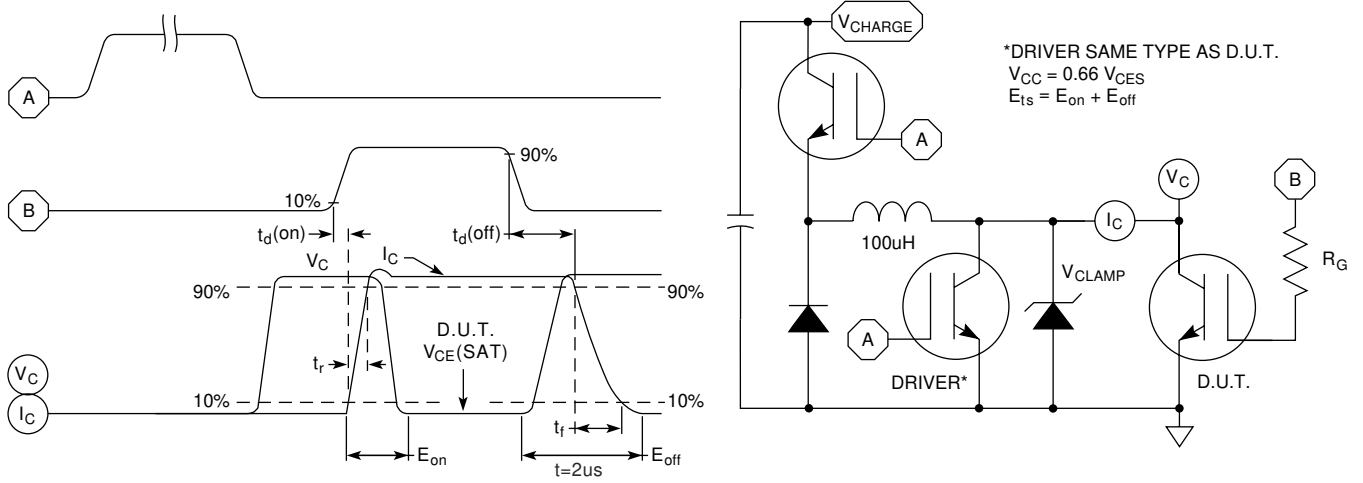 A
B
10%
90%
t_d(on)
t_d(off)
V_C
I_C
90%
90%
D.U.T.
V_CE(SAT)
t_r
V_C
I_C
10%
10%
t_f
E_on
t=2us
E_off
V_CHARGE
*DRIVER SAME TYPE AS D.U.T.
V_CC = 0.66 V_CES
E_ts = E_on + E_off
A
V_C
B
I_C
100uH
V_CLAMP
R_G
A
DRIVER*
D.U.T.